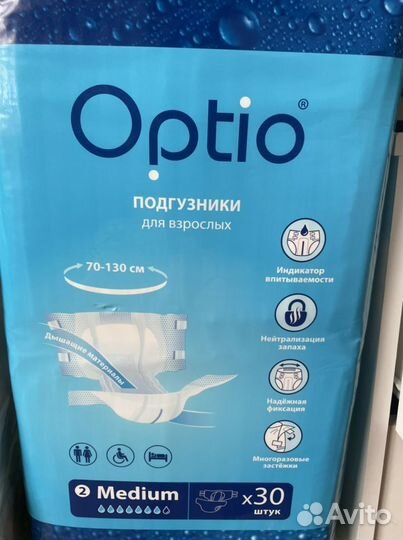 Optio®
ПОДГУЗНИКИ
для взрослых
70-130 см
Дышащие материалы
Индикатор
впитываемости
Нейтрализация
запаха
Надёжная
фиксация
Многоразовые
застёжки
2 Medium
x30
штук
Avito